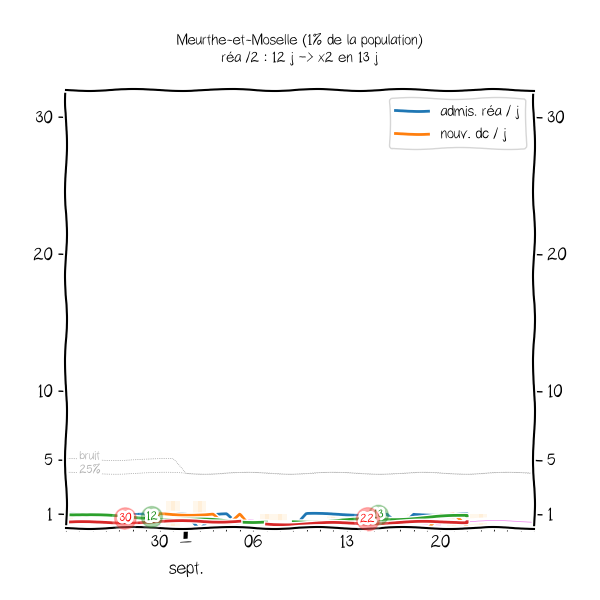 Meurthe-et-Moselle (1% de la population)
réa /2 : 12 j -> x2 en 13 j
admis. réa / j
nouv. dc / j
30 30
20 20
10 10
bruit
5 5
25%
1 1
30 12 22 3
30 06 13 20
sept.